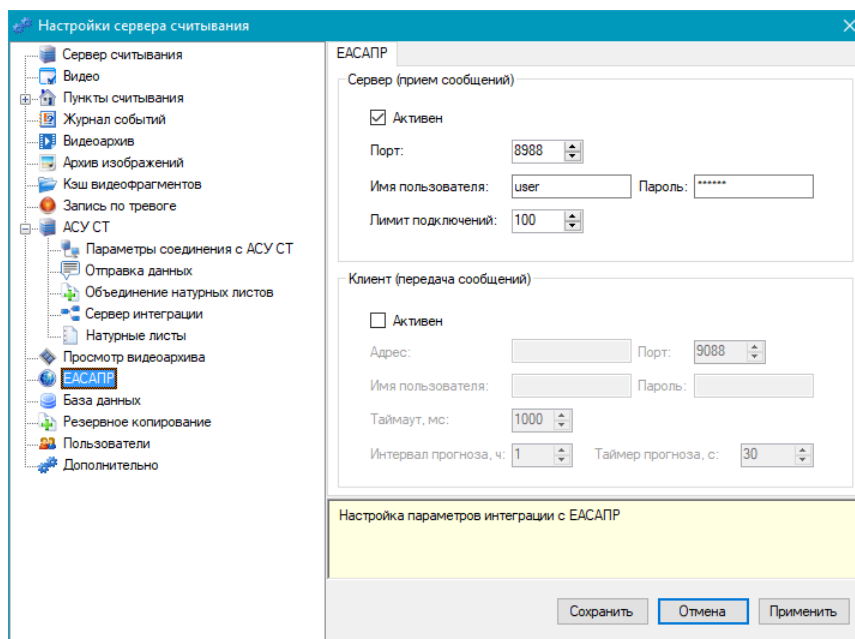 Настройки сервера считывания
Сервер считывания
Видео
Пункты считывания
Журнал событий
Видеоархив
Архив изображений
Кэш видеофрагментов
Запись по тревоге
АСУ СТ
Параметры соединения с АСУ СТ
Отправка данных
Объединение натурных листов
Сервер интеграции
Натурные листы
Просмотр видеоархива
ЕАСАПР
База данных
Резервное копирование
Пользователи
Дополнительно
ЕАСАПР
Сервер (прием сообщений)
Активен
Порт: 8988
Имя пользователя: user Пароль: ******
Лимит подключений: 100
Клиент (передача сообщений)
Активен
Адрес: Порт: 9088
Имя пользователя: Пароль:
Таймаут, мс: 1000
Интервал прогноза, ч: 1 Таймер прогноза, с: 30
Настройка параметров интеграции с ЕАСАПР
Сохранить Отмена Применить